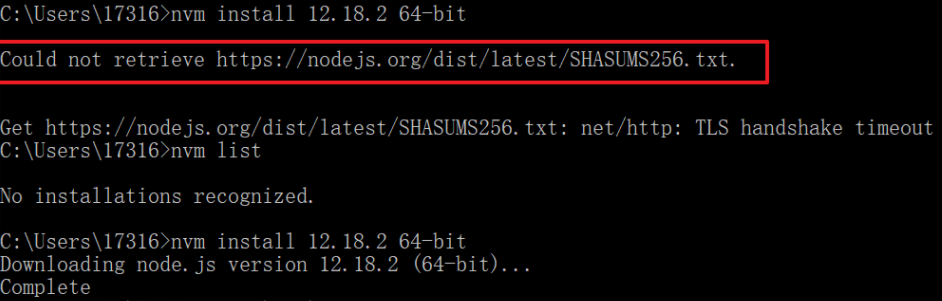 C:\Users\17316>nvm install 12.18.2 64-bit
Could not retrieve https://nodejs.org/dist/latest/SHASUMS256.txt.
Get https://nodejs.org/dist/latest/SHASUMS256.txt: net/http: TLS handshake timeout
C:\Users\17316>nvm list
No installations recognized.
C:\Users\17316>nvm install 12.18.2 64-bit
Downloading node.js version 12.18.2 (64-bit)...
Complete